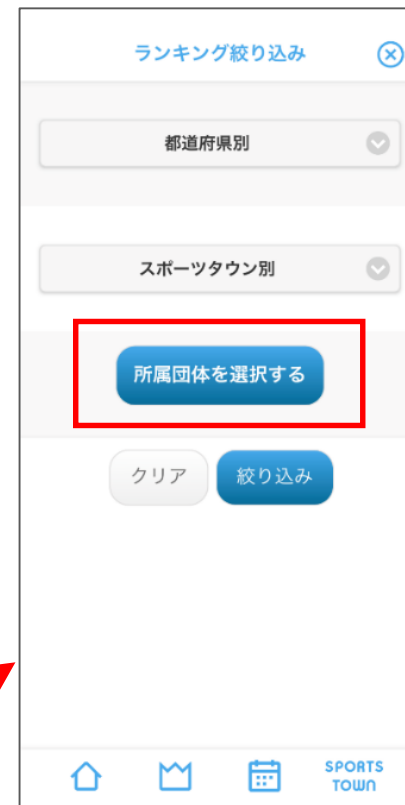 ランキング絞り込み
都道府県別
スポーツタウン別
所属団体を選択する
クリア 絞り込み
SPORTS
TOWN